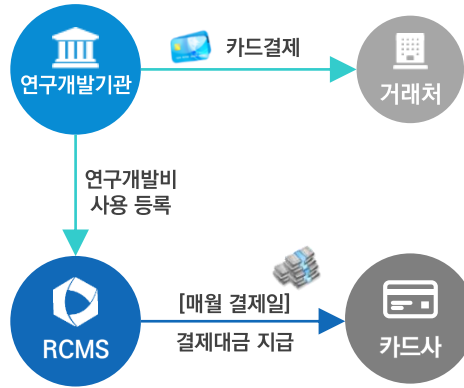 카드결제
연구개발기관
거래처
연구개발비
사용 등록
[매월 결제일]
결제대금 지급
RCMS
카드사